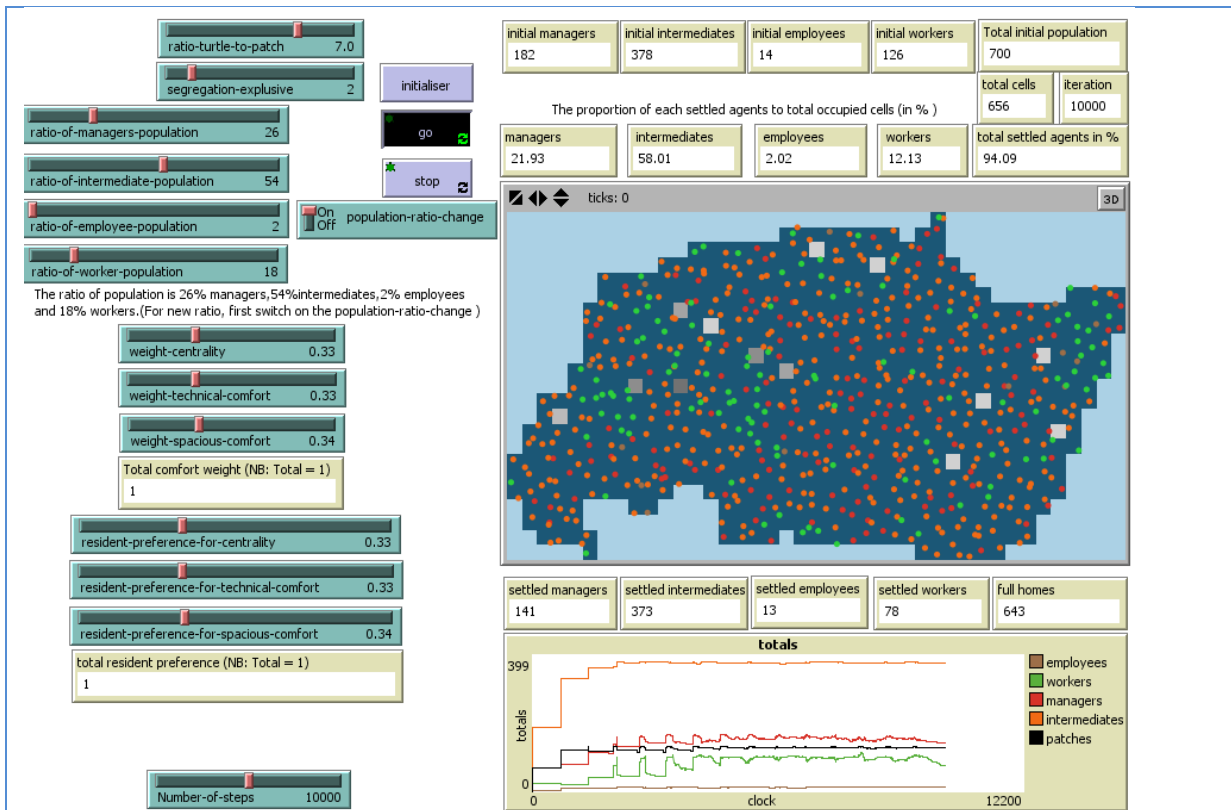 ratio-turtle-to-patch 7.0
segregation-explusive 2
initialiser
ratio-of-managers-population 26
go
ratio-of-intermediate-population 54
stop
ratio-of-employee-population 2
On
Off
population-ratio-change
ratio-of-worker-population 18
The ratio of population is 26% managers,54%intermediates,2% employees
and 18% workers.(For new ratio, first switch on the population-ratio-change )
weight-centrality 0.33
weight-technical-comfort 0.33
weight-spacious-comfort 0.34
Total comfort weight (NB: Total = 1)
1
resident-preference-for-centrality 0.33
resident-preference-for-technical-comfort 0.33
resident-preference-for-spacious-comfort 0.34
total resident preference (NB: Total = 1)
1
Number-of-steps 10000
initial managers
182
initial intermediates
378
initial employees
14
initial workers
126
Total initial population
700
total cells
656
iteration
10000
The proportion of each settled agents to total occupied cells (in % )
managers
21.93
intermediates
58.01
employees
2.02
workers
12.13
total settled agents in %
94.09
ticks: 0
3D
settled managers
141
settled intermediates
373
settled employees
13
settled workers
78
full homes
643
totals
399
totals
0
0
clock
12200
employees
workers
managers
intermediates
patches